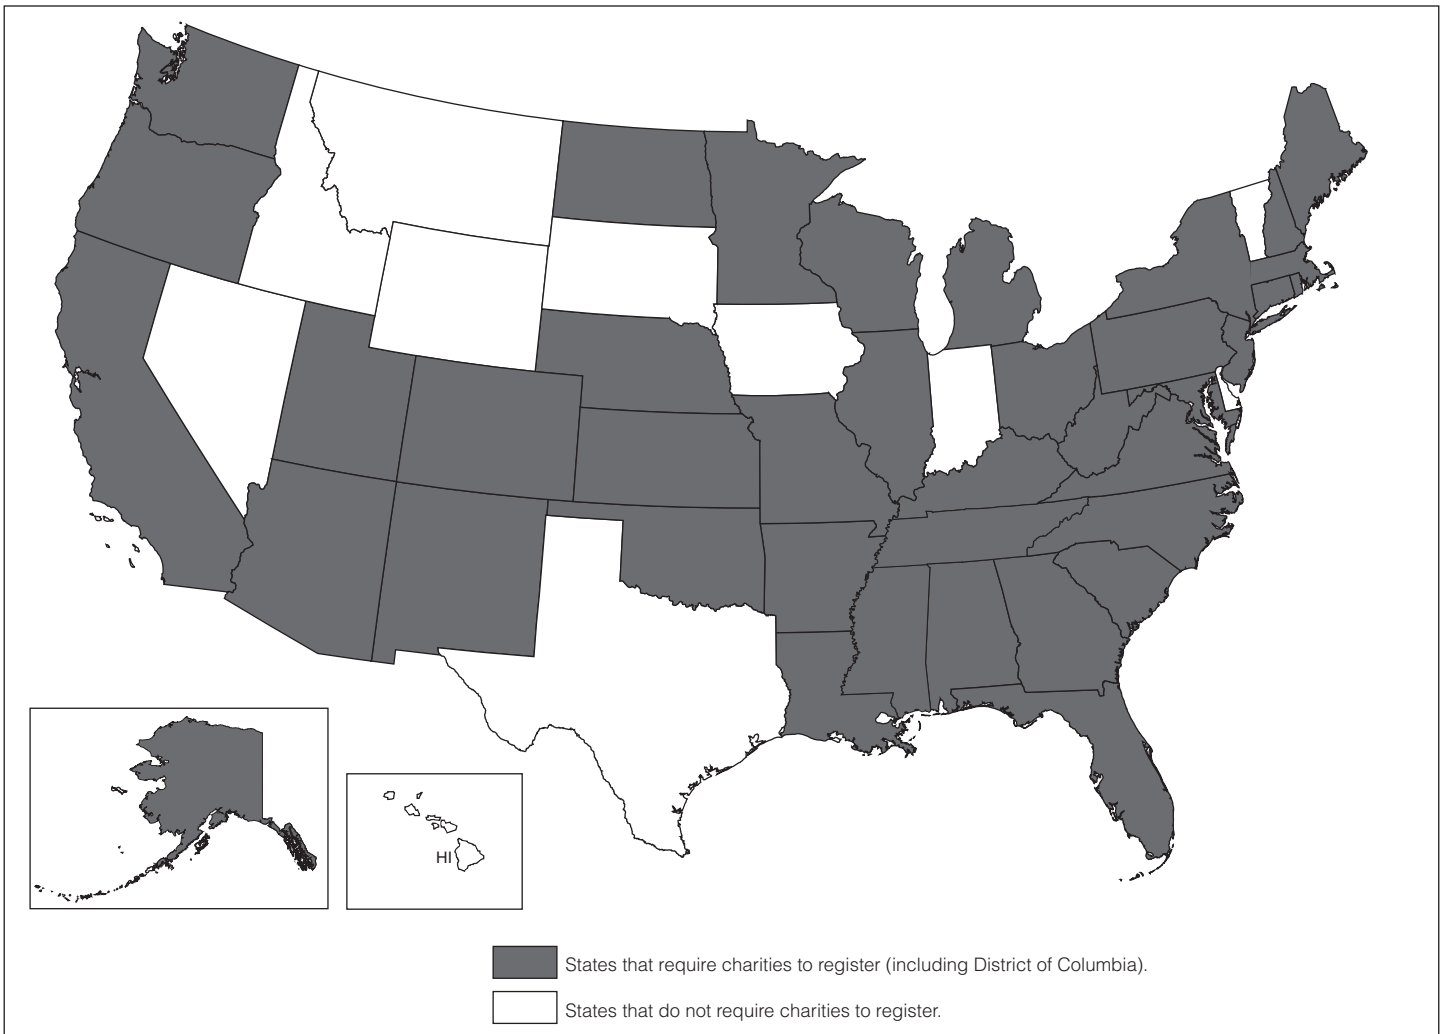 HI
States that require charities to register (including District of Columbia).
States that do not require charities to register.